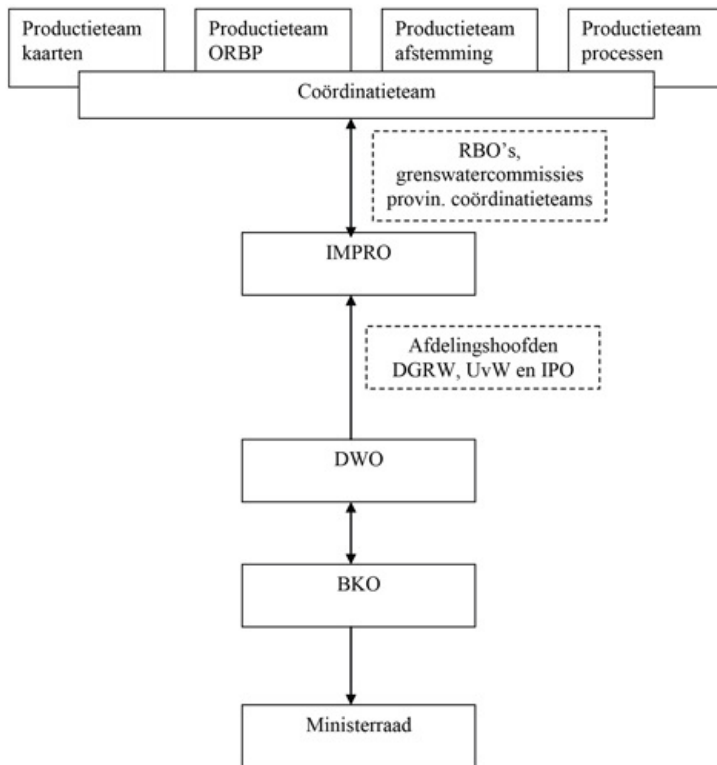 Productieteam
kaarten
Productieteam
ORBP
Productieteam
afstemming
Productieteam
processen
Coördinatieteam
RBO's,
grenswatercommissies
provin. coördinatieteams
IMPRO
Afdelingshoofden
DGRW, UvW en IPO
DWO
BKO
Ministerraad